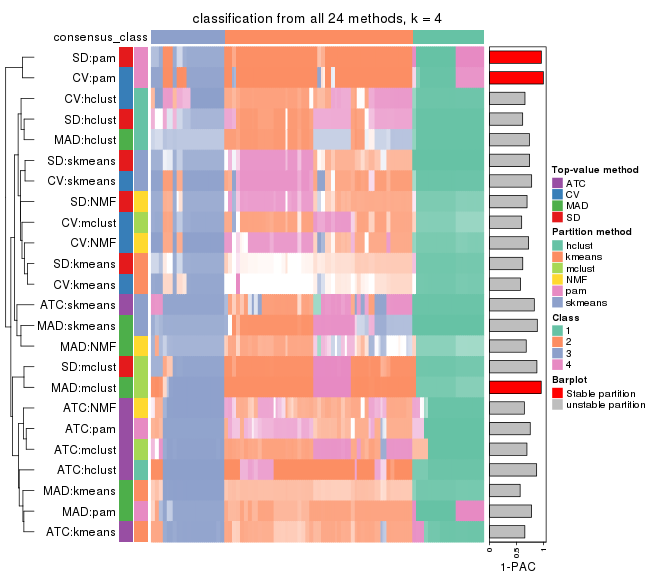 classification from all 24 methods, k = 4
consensus_class
SD:pam
CV:pam
CV:hclust
SD:hclust
MAD:hclust
SD:skmeans
CV:skmeans
SD:NMF
CV:mclust
CV:NMF
SD:kmeans
CV:kmeans
ATC:skmeans
MAD:skmeans
MAD:NMF
SD:mclust
MAD:mclust
ATC:NMF
ATC:pam
ATC:mclust
ATC:hclust
MAD:kmeans
MAD:pam
ATC:kmeans
0
0.5
1
1-PAC
Top-value method
ATC
CV
MAD
SD
Partition method
hclust
kmeans
mclust
NMF
pam
skmeans
Class
1
2
3
4
Barplot
Stable partition
unstable partition